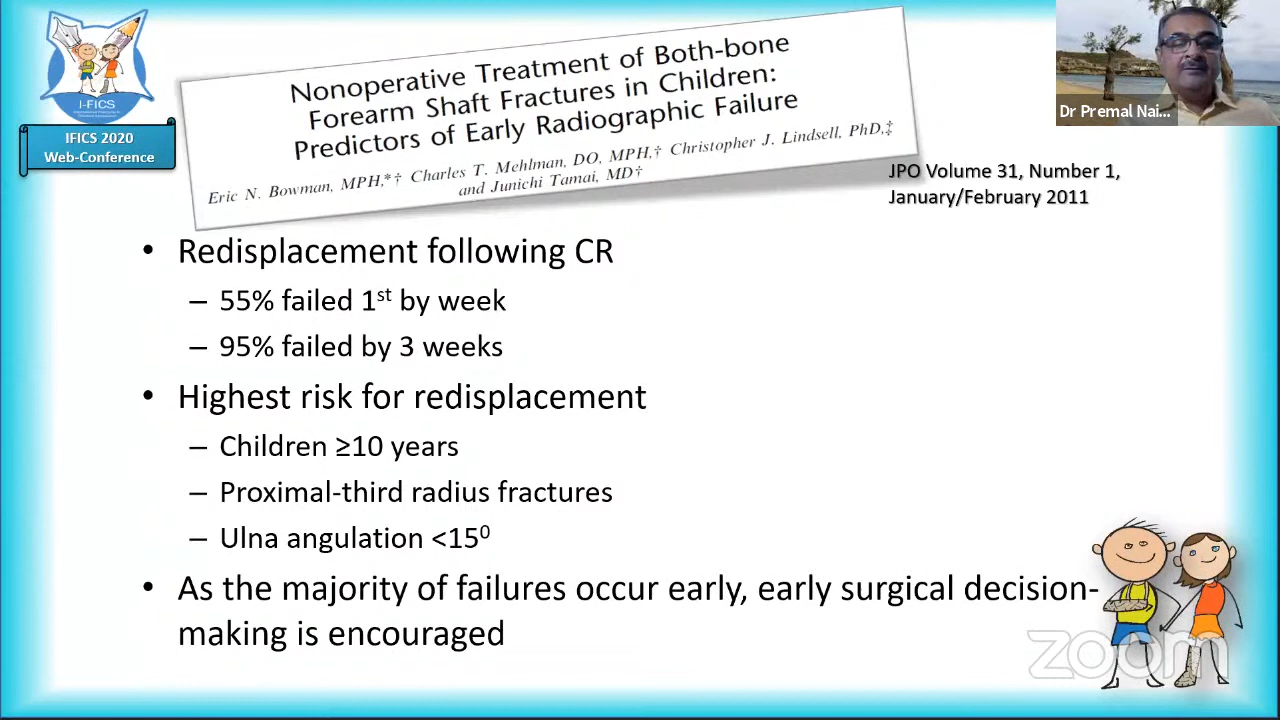 I-FICS
IFICS 2020
Web-Conference
Nonoperative Treatment of Both-bone
Forearm Shaft Fractures in Children:
Predictors of Early Radiographic Failure
Eric N. Bowman, MPH,*† Charles T. Mehlman, DO, MPH,† Christopher J. Lindsell, PhD,‡
and Junichi Tamai, MD†
Dr Premal Nai...
JPO Volume 31, Number 1,
January/February 2011
• Redisplacement following CR
– 55% failed 1st by week
– 95% failed by 3 weeks
• Highest risk for redisplacement
– Children ≥10 years
– Proximal-third radius fractures
– Ulna angulation <15⁰
• As the majority of failures occur early, early surgical decision-
making is encouraged
zoom